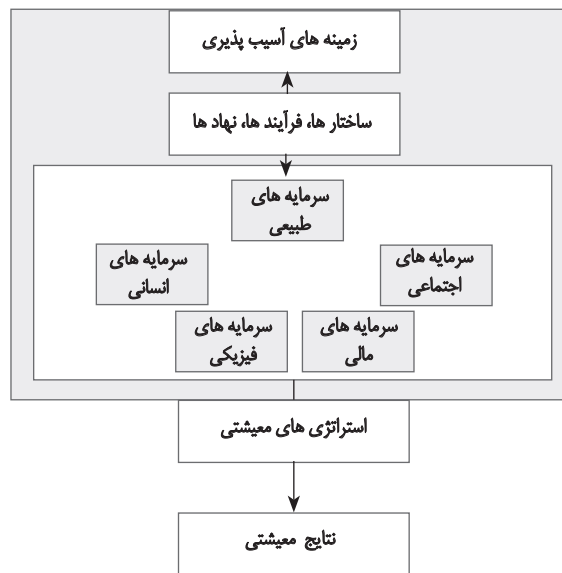 زمینه های آسیب پذیری
ساختار ها، فرآیند ها، نهاد ها
سرمایه های
طبیعی
سرمایه های
اجتماعی
سرمایه های
انسانی
سرمایه های
مالی
سرمایه های
فیزیکی
استراتژی های معیشتی
نتایج معیشتی